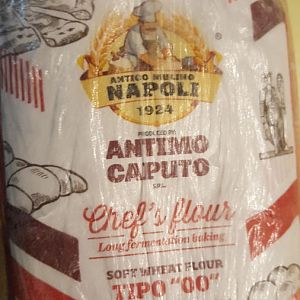 ANTICO MULINO
NAPOLI
®
1924
PRODUCED BY:
ANTIMO
CAPUTO
S.R.L.
Chef's flour
Long fermentation baking
SOFT WHEAT FLOUR
TIPO "00"